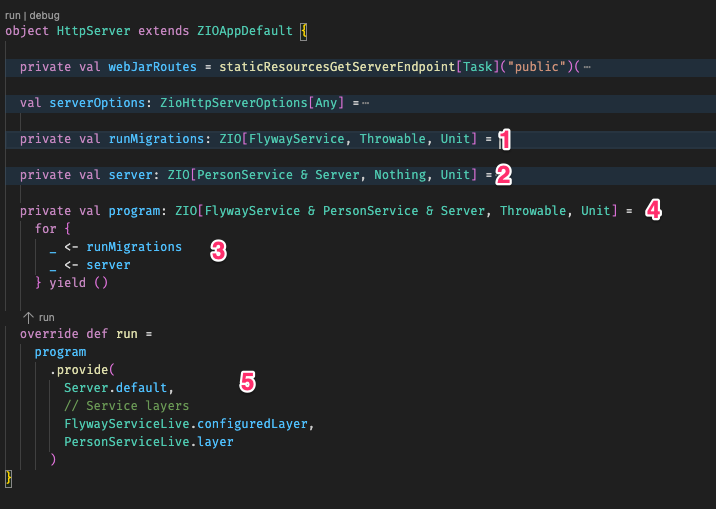 run | debug
object HttpServer extends ZIOAppDefault {
private val webJarRoutes = staticResourcesGetServerEndpoint[Task]("public")(⋯
val serverOptions: ZioHttpServerOptions[Any] =⋯
private val runMigrations: ZIO[FlywayService, Throwable, Unit] = 1
private val server: ZIO[PersonService & Server, Nothing, Unit] = 2
private val program: ZIO[FlywayService & PersonService & Server, Throwable, Unit] = 4
for {
_ <- runMigrations 3
_ <- server
} yield ()
↑ run
override def run =
program
.provide(
Server.default, 5
// Service layers
FlywayServiceLive.configuredLayer,
PersonServiceLive.layer
)
}